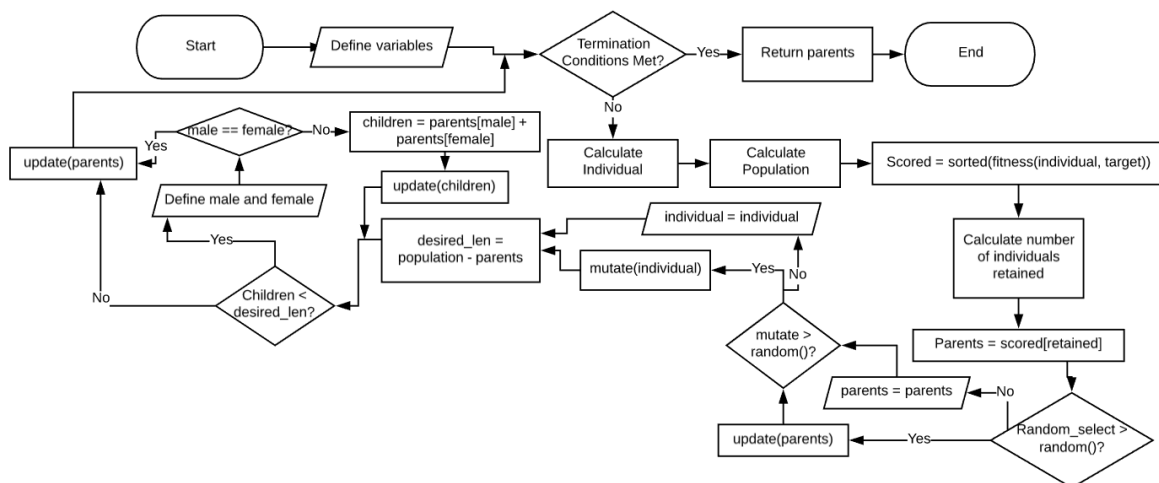 Start
Define variables
Termination
Conditions Met?
Yes
Return parents
End
No
male == female?
No
children = parents[male] +
parents[female]
Yes
update(parents)
Calculate
Individual
Calculate
Population
Scored = sorted(fitness(individual, target))
update(children)
Define male and female
individual = individual
desired_len =
population - parents
Calculate number
of individuals
retained
Yes
mutate(individual)
Yes
No
No
Children <
desired_len?
mutate >
random()?
Parents = scored[retained]
parents = parents
No
Random_select >
random()?
update(parents)
Yes